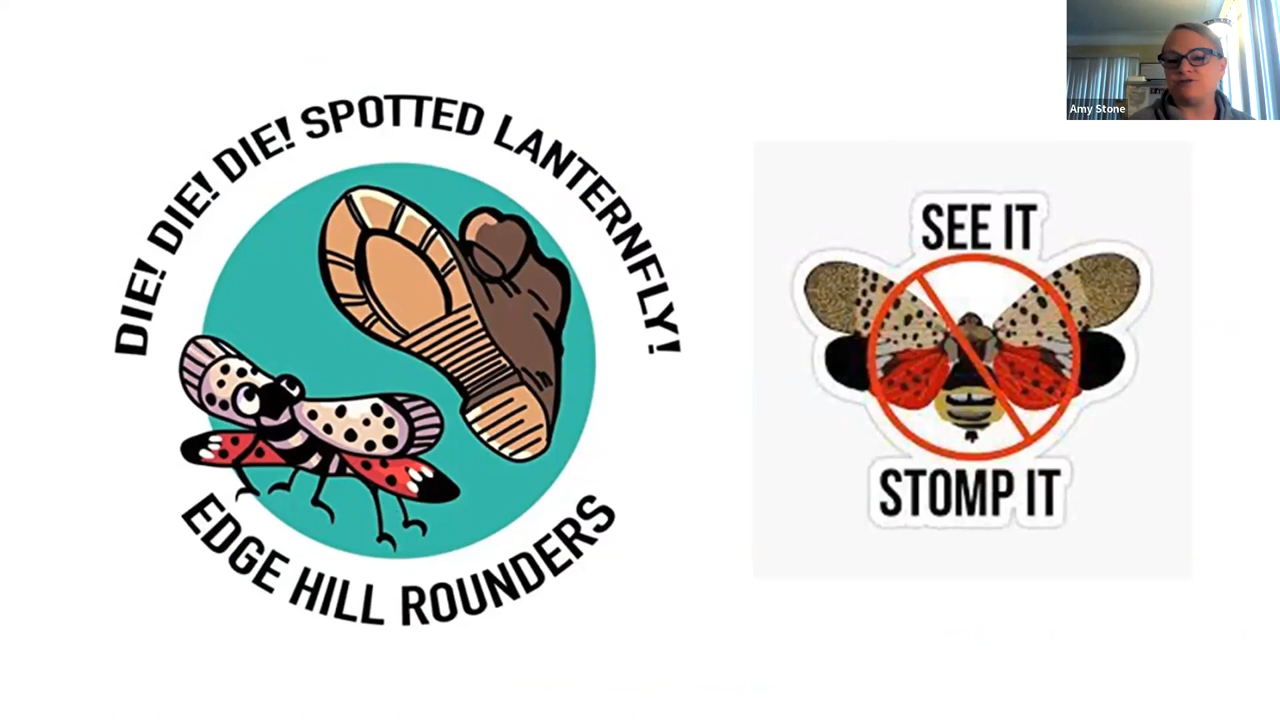 DIE! DIE! DIE! SPOTTED LANTERNFLY!
EDGE HILL ROUNDERS
SEE IT
STOMP IT
Amy Stone